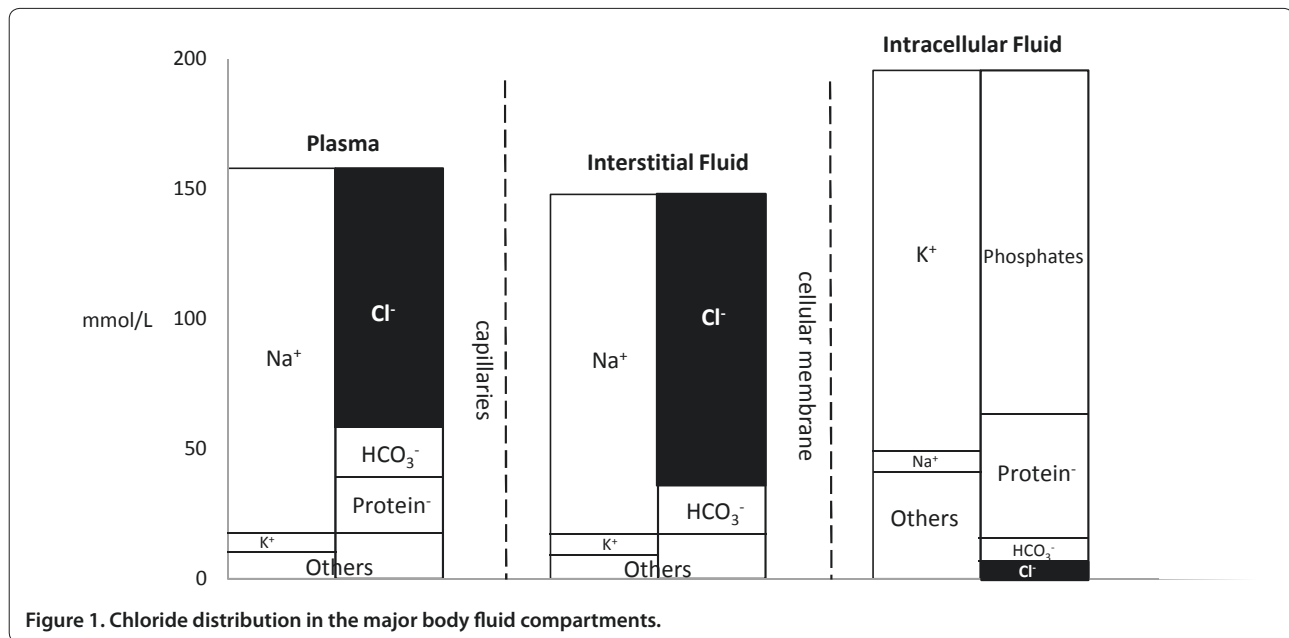 Intracellular Fluid
200
Plasma
Interstitial Fluid
150
K⁺
Phosphates
Cl⁻
Cl⁻
mmol/L
100
Na⁺
Na⁺
capillaries
cellular membrane
50
HCO₃⁻
Na⁺
Protein⁻
Protein⁻
HCO₃⁻
Others
K⁺
K⁺
HCO₃⁻
Others
Others
Cl⁻
0
Figure 1. Chloride distribution in the major body fluid compartments.